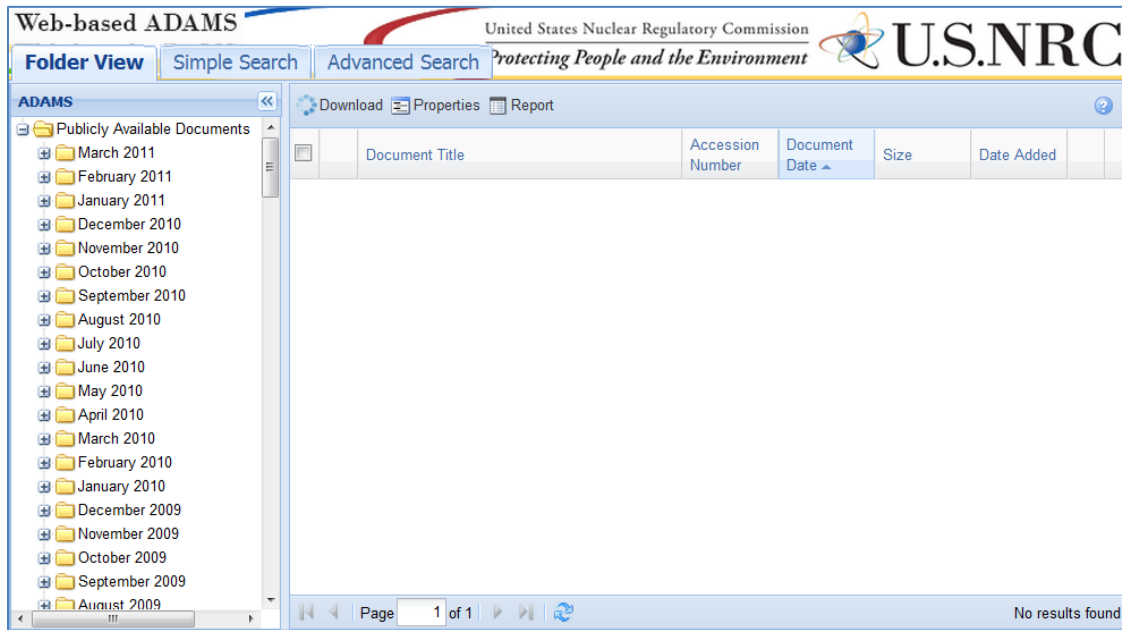 Web-based ADAMS
United States Nuclear Regulatory Commission
Protecting People and the Environment
U.S.NRC
Folder View
Simple Search
Advanced Search
ADAMS
Download Properties Report
Publicly Available Documents
March 2011
February 2011
January 2011
December 2010
November 2010
October 2010
September 2010
August 2010
July 2010
June 2010
May 2010
April 2010
March 2010
February 2010
January 2010
December 2009
November 2009
October 2009
September 2009
August 2009
Document Title
Accession
Number
Document
Date
Size
Date Added
Page 1 of 1
No results found